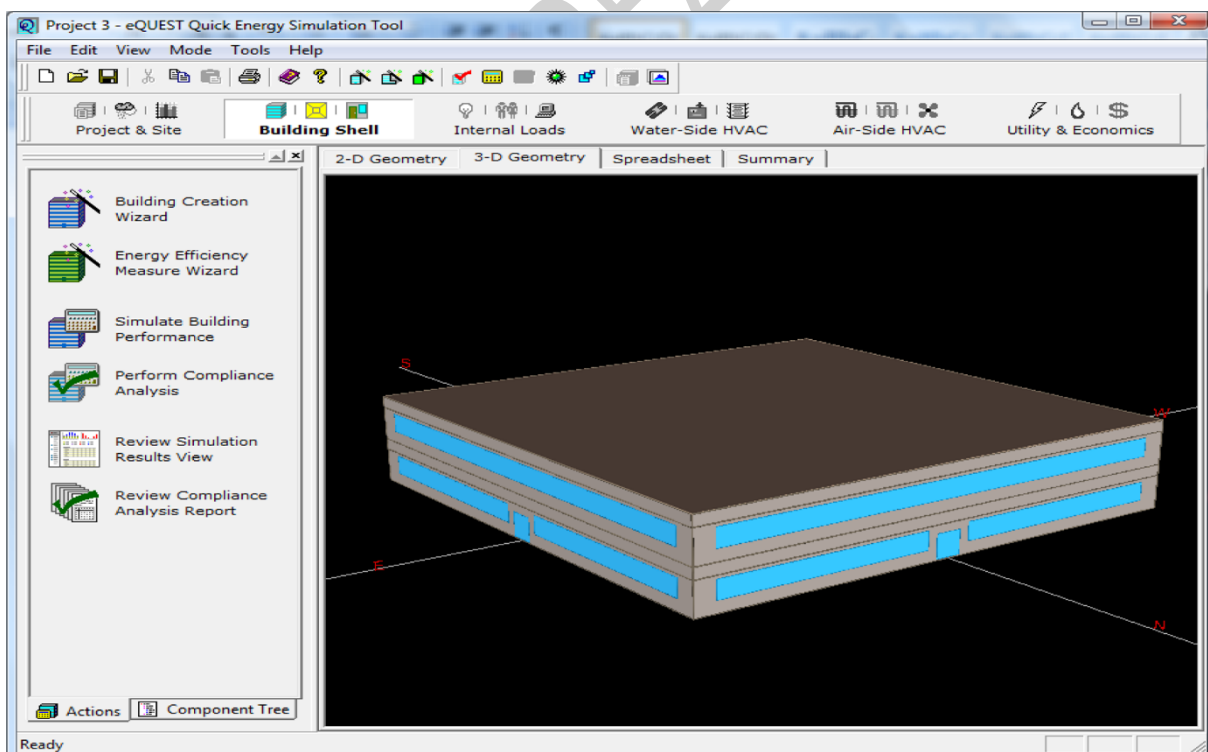 Project 3 - eQUEST Quick Energy Simulation Tool
File Edit View Mode Tools Help
Project & Site Building Shell Internal Loads Water-Side HVAC Air-Side HVAC Utility & Economics
2-D Geometry 3-D Geometry Spreadsheet Summary
Building Creation
Wizard
Energy Efficiency
Measure Wizard
Simulate Building
Performance
Perform Compliance
Analysis
Review Simulation
Results View
Review Compliance
Analysis Report
S
W
E
N
Actions Component Tree
Ready